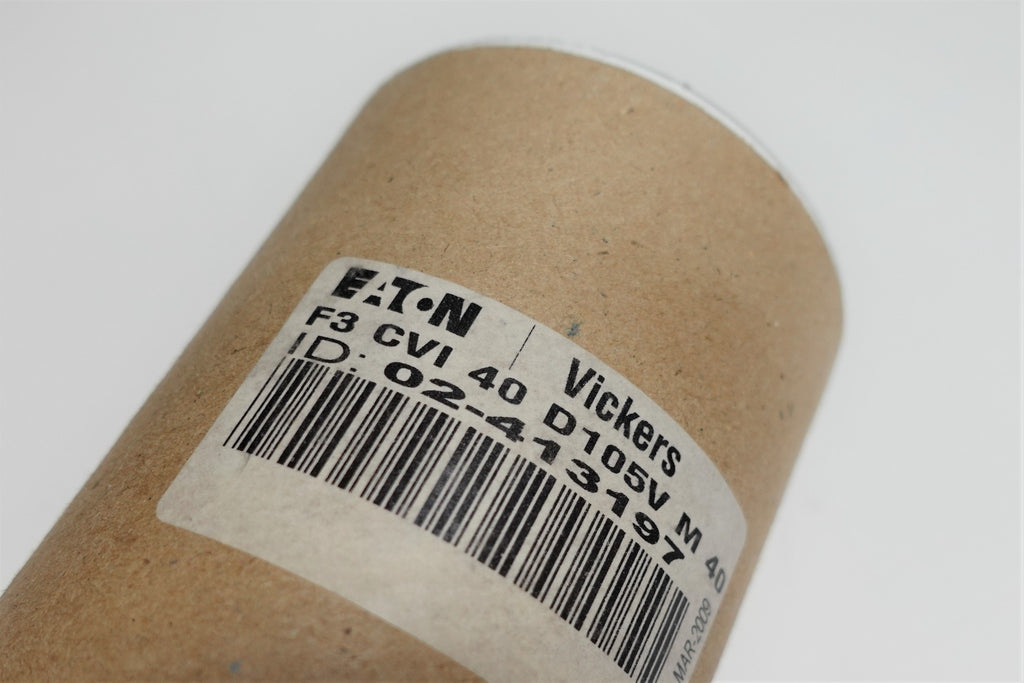 EATON | Vickers
F3 CVI 40 D105V M 40
ID: 02-413197
MAR-2009